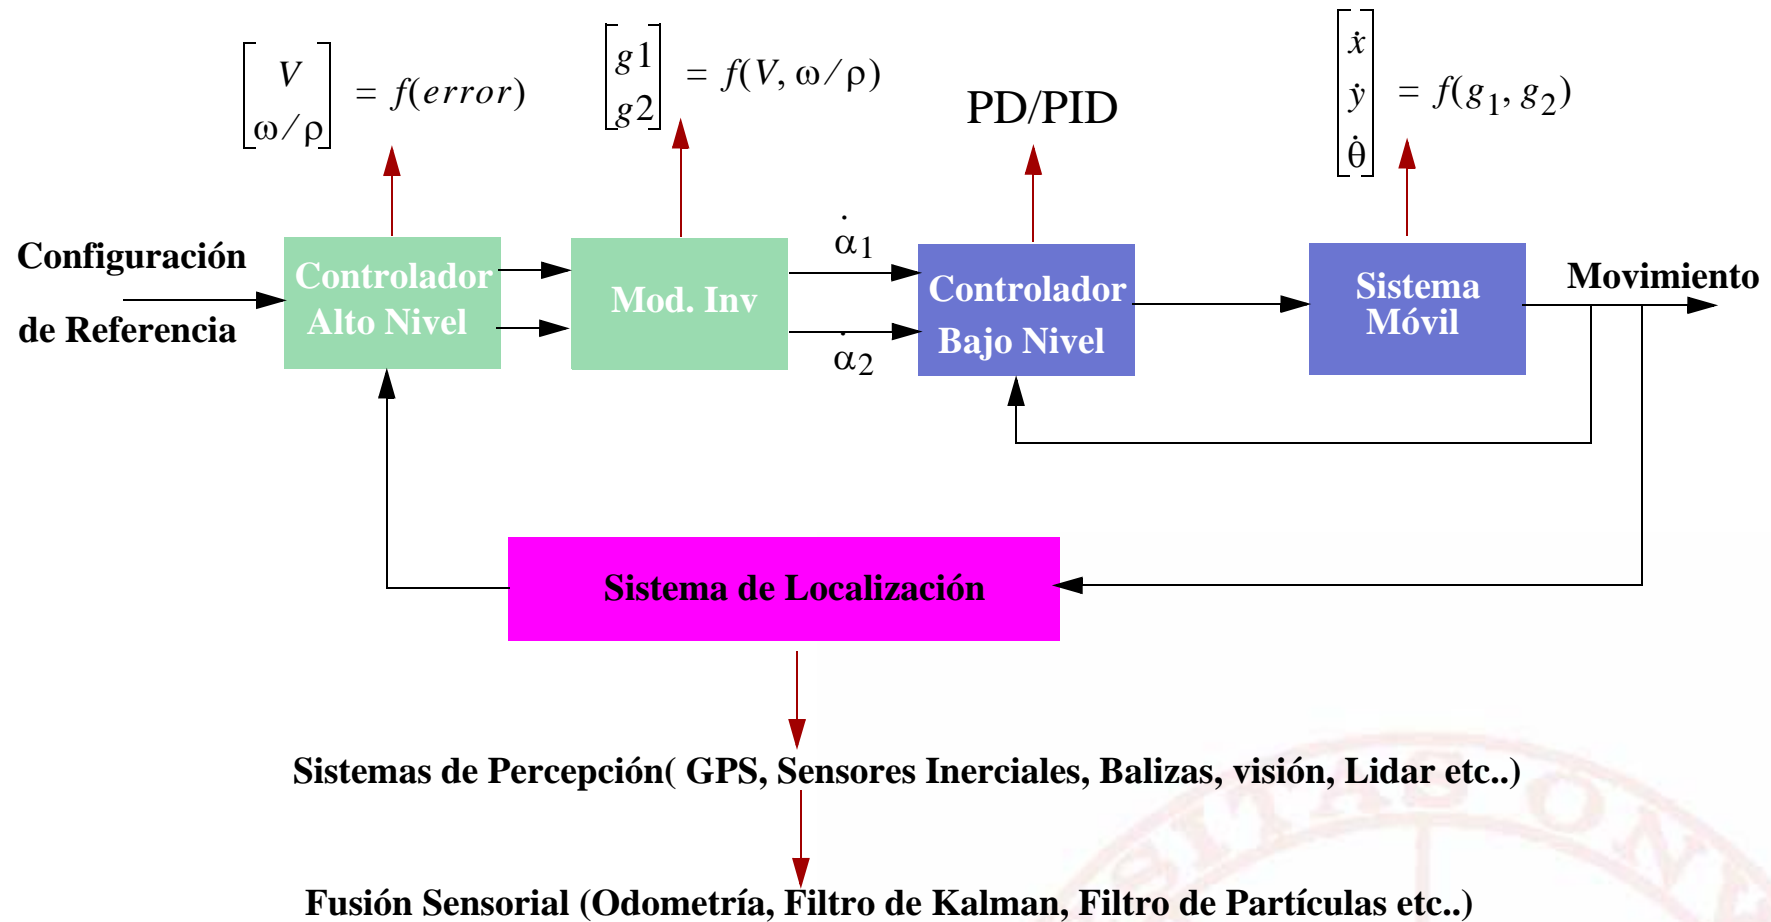 [V
ω/ρ] = f(error)
[g1
g2] = f(V, ω/ρ)
PD/PID
[ẋ
ẏ
θ̇] = f(g₁, g₂)
Configuración
de Referencia
Controlador
Alto Nivel
Mod. Inv
α̇₁
α̇₂
Controlador
Bajo Nivel
Sistema
Móvil
Movimiento
Sistema de Localización
Sistemas de Percepción( GPS, Sensores Inerciales, Balizas, visión, Lidar etc..)
Fusión Sensorial (Odometría, Filtro de Kalman, Filtro de Partículas etc..)